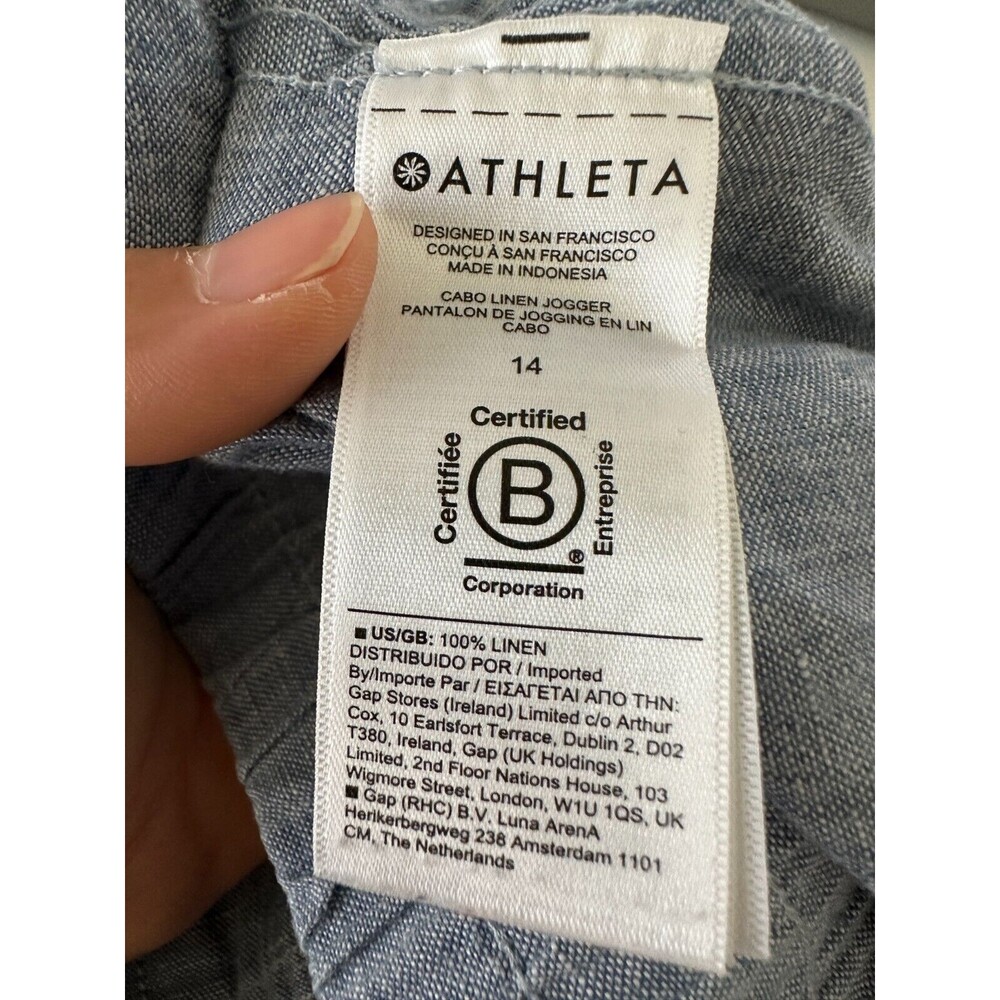 ATHLETA
DESIGNED IN SAN FRANCISCO
CONÇU À SAN FRANCISCO
MADE IN INDONESIA
CABO LINEN JOGGER
PANTALON DE JOGGING EN LIN
CABO
14
Certified
Certifiée
B
Entreprise
®
Corporation
US/GB: 100% LINEN
DISTRIBUIDO POR / Imported
By/Importe Par / ΕΙΣΑΓΕΤΑΙ ΑΠΟ ΤΗΝ:
Gap Stores (Ireland) Limited c/o Arthur
Cox, 10 Earlsfort Terrace, Dublin 2, D02
T380, Ireland, Gap (UK Holdings)
Limited, 2nd Floor Nations House, 103
Wigmore Street, London, W1U 1QS, UK
Gap (RHC) B.V. Luna ArenA
Herikerbergweg 238 Amsterdam 1101
CM, The Netherlands